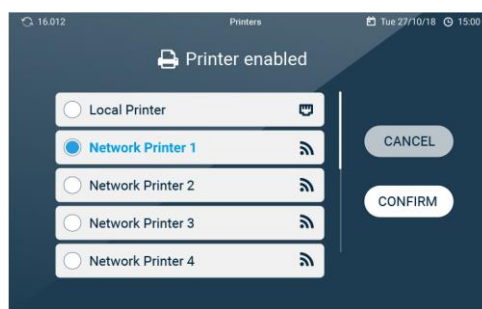 16.012 Printers Tue 27/10/18 15:00
Printer enabled
Local Printer
Network Printer 1
Network Printer 2
Network Printer 3
Network Printer 4
CANCEL
CONFIRM